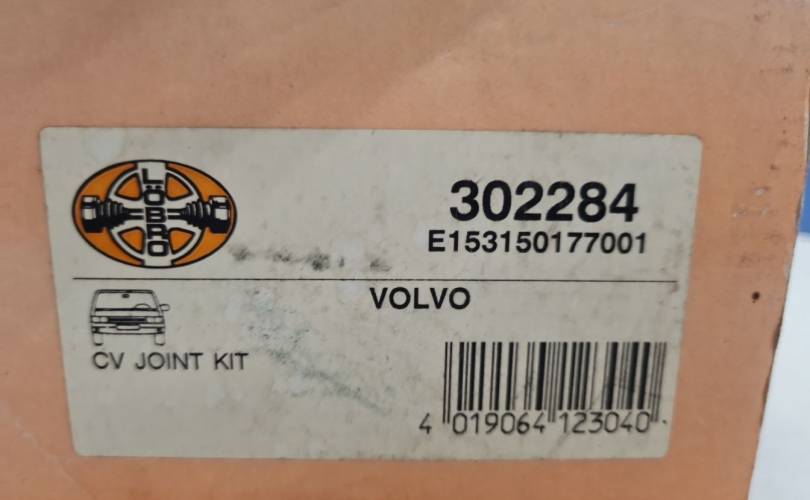 LÖBRO
302284
E153150177001
VOLVO
CV JOINT KIT
4 019064 123040